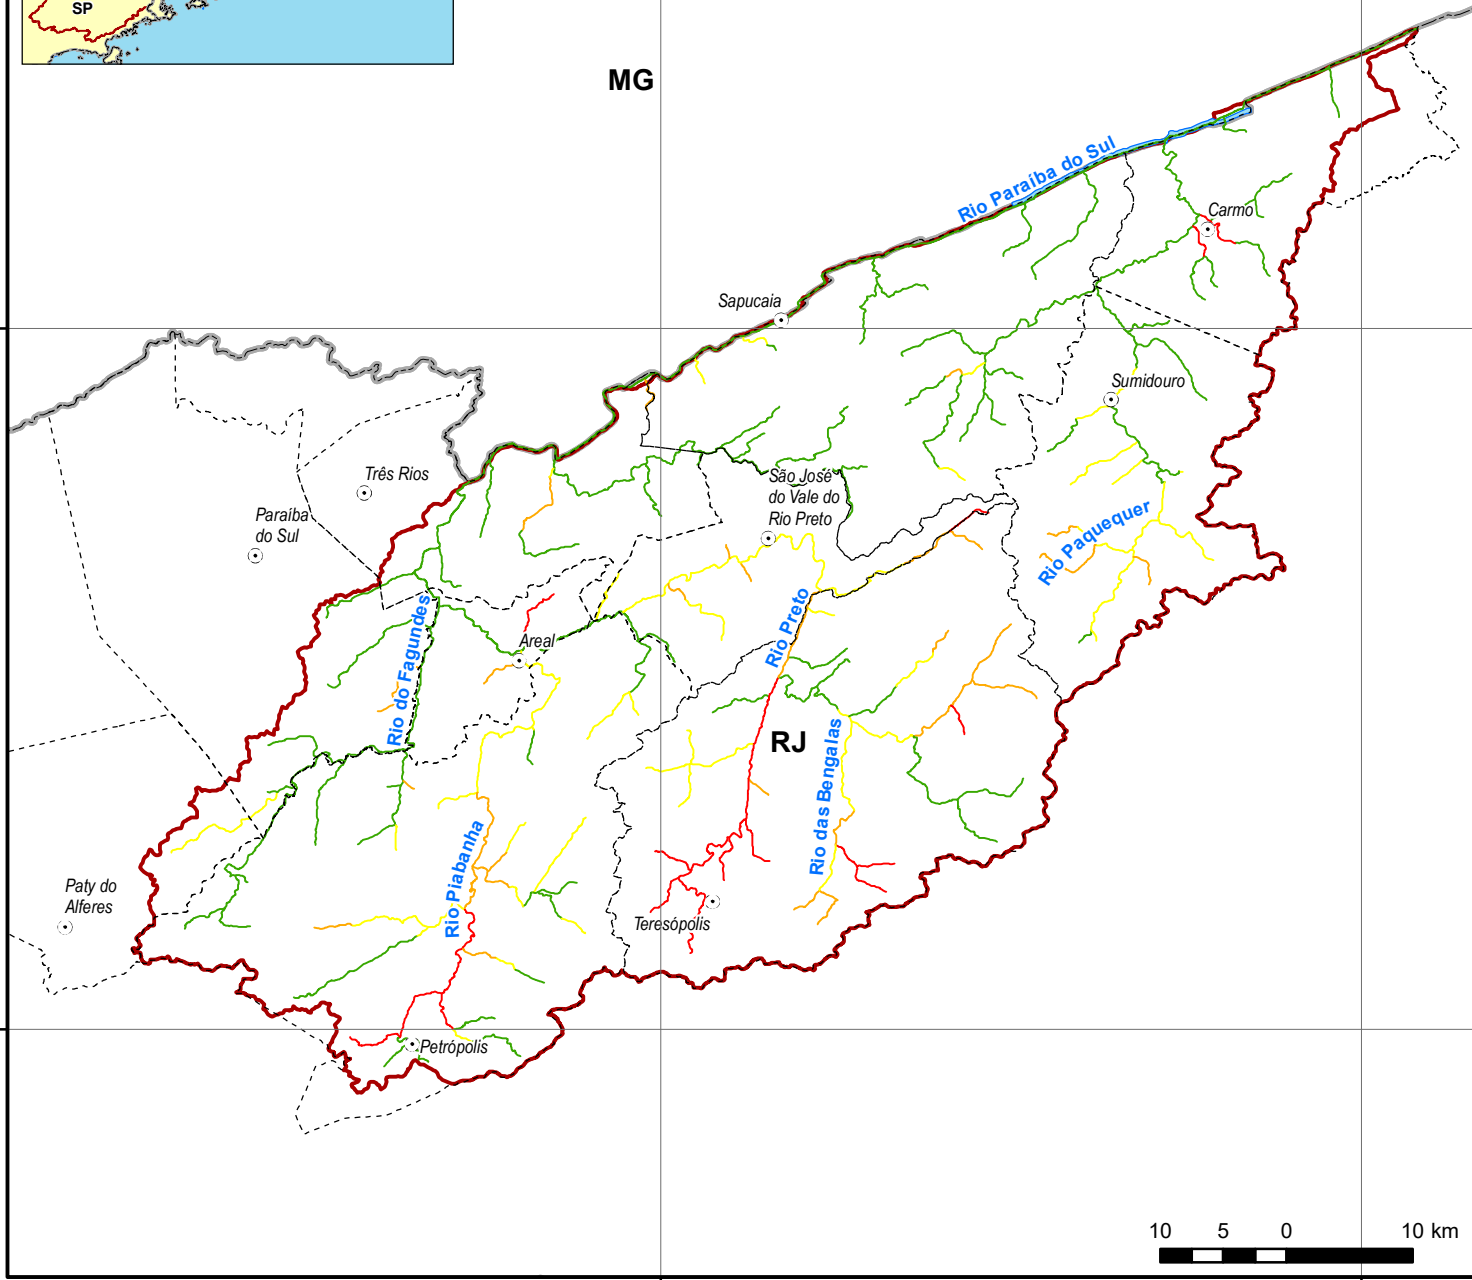 SP
MG
Rio Paraíba do Sul
Carmo
Sapucaia
Sumidouro
Três Rios
São José
do Vale do
Rio Preto
Paraíba
do Sul
Rio Paquequer
Rio do Fagundes
Rio Preto
Areal
RJ
Rio das Bengalas
Rio Piabanha
Paty do
Alferes
Teresópolis
Petrópolis
10 5 0 10 km